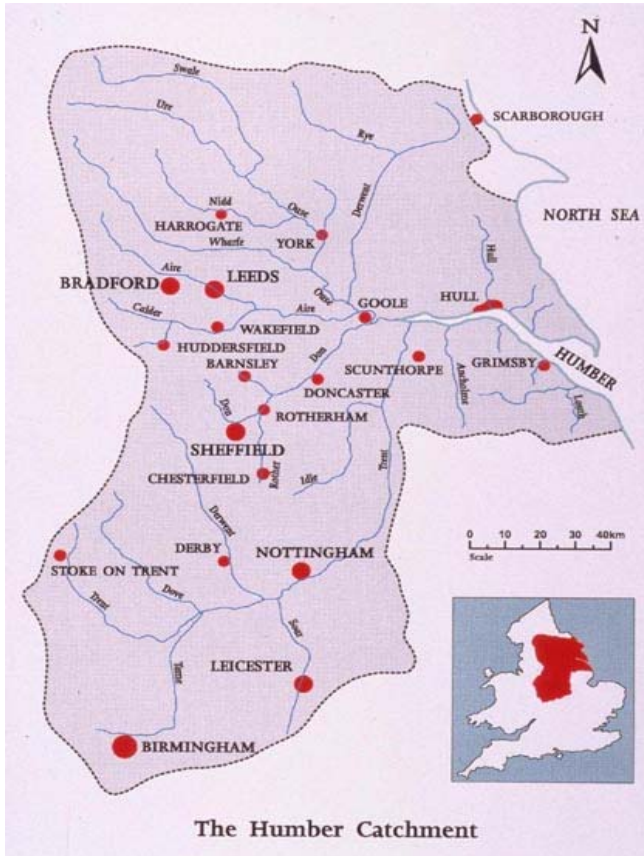 N
SCARBOROUGH
Swale
Ure
Rye
Nidd
HARROGATE
Ouse
Derwent
NORTH SEA
YORK
Wharfe
Hull
Aire
BRADFORD
LEEDS
Ouse
GOOLE
HULL
Calder
Aire
WAKEFIELD
HUDDERSFIELD
Don
BARNSLEY
SCUNTHORPE
Ancholme
GRIMSBY
HUMBER
DONCASTER
Don
ROTHERHAM
Louth
SHEFFIELD
CHESTERFIELD
Rother
Idle
Trent
Derwent
0 10 20 40km
Scale
DERBY
NOTTINGHAM
STOKE ON TRENT
Trent
Dove
Soar
Tame
LEICESTER
BIRMINGHAM
The Humber Catchment